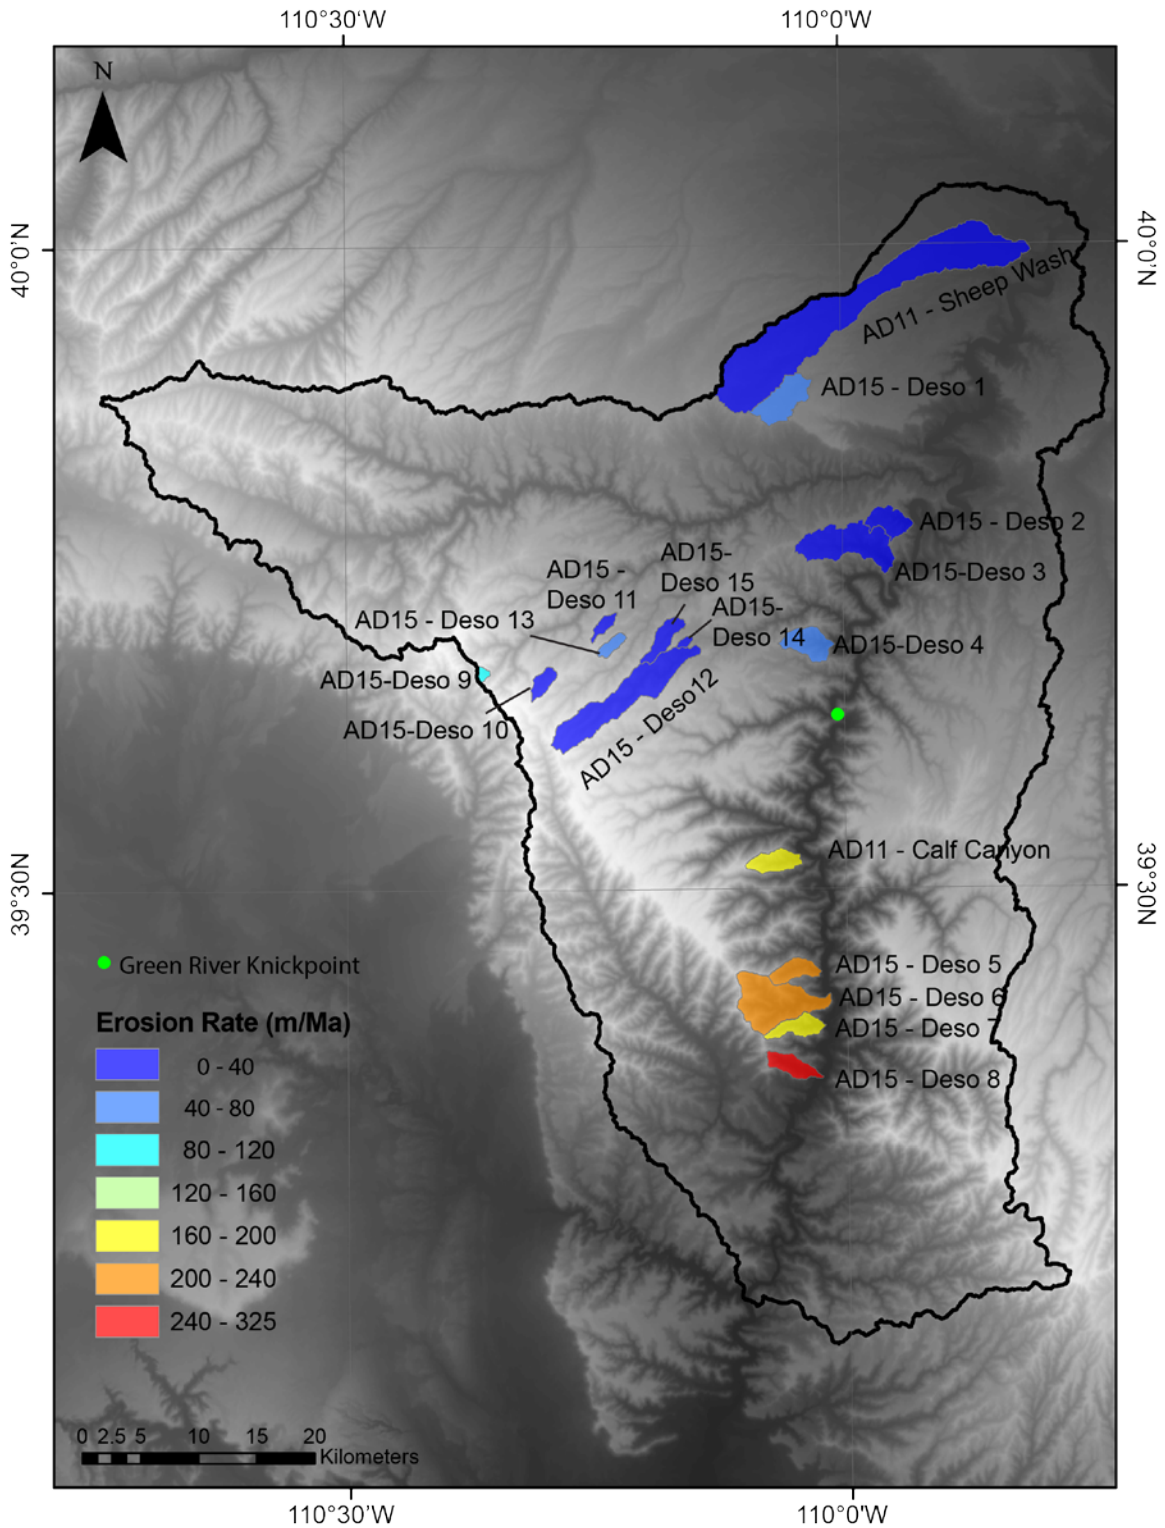 110°30'W
110°0'W
N
40°0'N
40°0'N
AD11 - Sheep Wash
AD15 - Deso 1
AD15 - Deso 2
AD15-
Deso 15
AD15 -
Deso 11
AD15-Deso 3
AD15-
Deso 14
AD15 - Deso 13
AD15-Deso 4
AD15-Deso 9
AD15 - Deso12
AD15-Deso 10
AD11 - Calf Canyon
39°30N
39°30N
Green River Knickpoint
AD15 - Deso 5
AD15 - Deso 6
AD15 - Deso 7
AD15 - Deso 8
Erosion Rate (m/Ma)
0 - 40
40 - 80
80 - 120
120 - 160
160 - 200
200 - 240
240 - 325
0 2.5 5 10 15 20
Kilometers
110°30'W
110°0'W